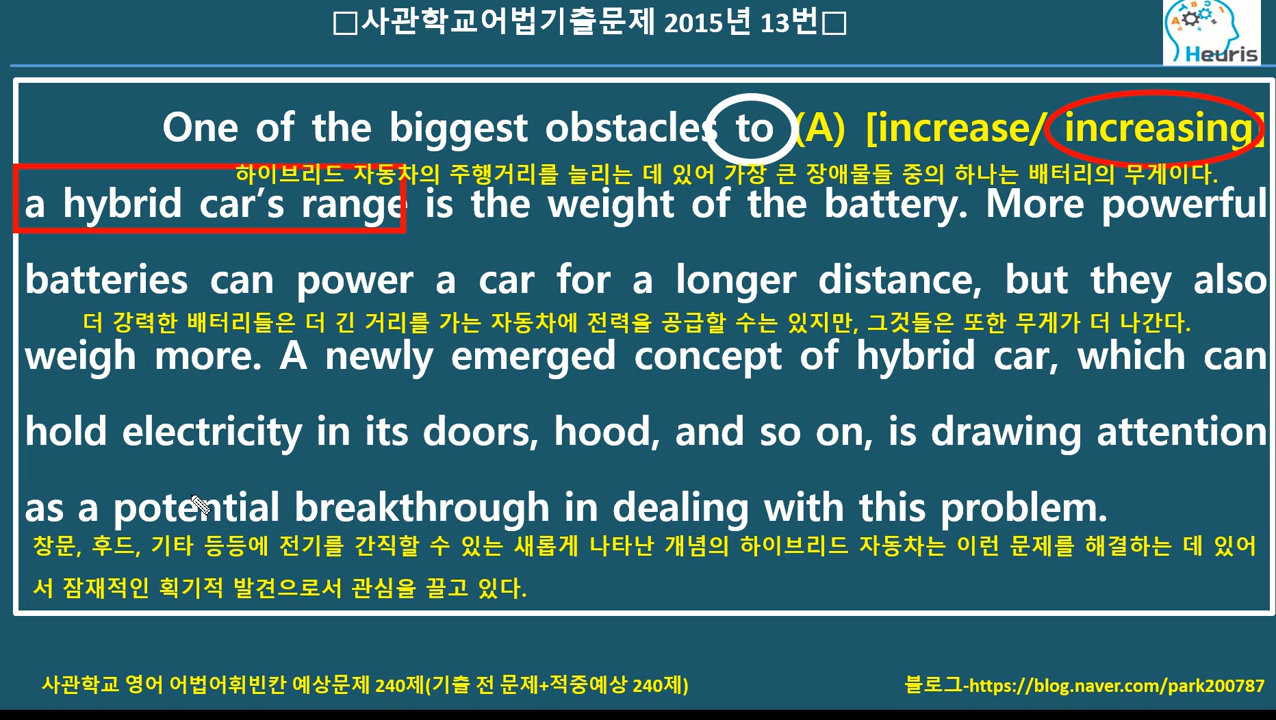 □사관학교어법기출문제 2015년 13번□
Heuris
One of the biggest obstacles to (A) [increase/ increasing]
하이브리드 자동차의 주행거리를 늘리는 데 있어 가장 큰 장애물들 중의 하나는 배터리의 무게이다.
a hybrid car's range is the weight of the battery. More powerful
batteries can power a car for a longer distance, but they also
더 강력한 배터리들은 더 긴 거리를 가는 자동차에 전력을 공급할 수는 있지만, 그것들은 또한 무게가 더 나간다.
weigh more. A newly emerged concept of hybrid car, which can
hold electricity in its doors, hood, and so on, is drawing attention
as a potential breakthrough in dealing with this problem.
창문, 후드, 기타 등등에 전기를 간직할 수 있는 새롭게 나타난 개념의 하이브리드 자동차는 이런 문제를 해결하는 데 있어
서 잠재적인 획기적 발견으로서 관심을 끌고 있다.
사관학교 영어 어법어휘빈칸 예상문제 240제(기출 전 문제+적중예상 240제)
블로그-https://blog.naver.com/park200787